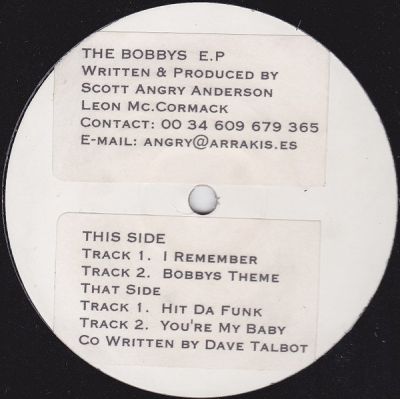 THE BOBBYS E.P
WRITTEN & PRODUCED BY
SCOTT ANGRY ANDERSON
LEON MC.CORMACK
CONTACT: 00 34 609 679 365
E-MAIL: ANGRY@ARRAKIS.ES
THIS SIDE
TRACK 1. I REMEMBER
TRACK 2. BOBBYS THEME
THAT SIDE
TRACK 1. HIT DA FUNK
TRACK 2. YOU'RE MY BABY
CO WRITTEN BY DAVE TALBOT